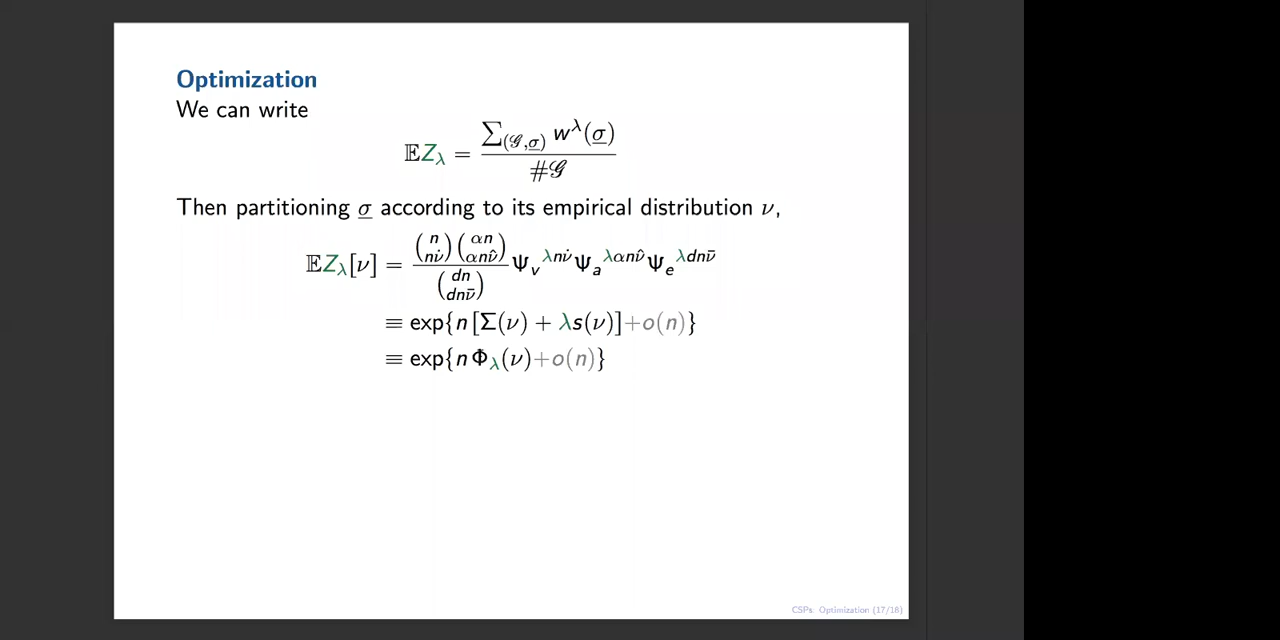 Optimization
We can write
𝔼Z_λ = ∑_(𝒢,σ̲) w^λ(σ̲) / #𝒢
Then partitioning σ̲ according to its empirical distribution ν,
𝔼Z_λ[ν] = (n choose nν̇)(αn choose αnν̂) / (dn choose dnν̄) Ψ_v^{λnν̇} Ψ_a^{λαnν̂} Ψ_e^{λdnν̄}
≡ exp{n[Σ(ν) + λs(ν)]+o(n)}
≡ exp{nΦ_λ(ν)+o(n)}
CSPs: Optimization (17/18)